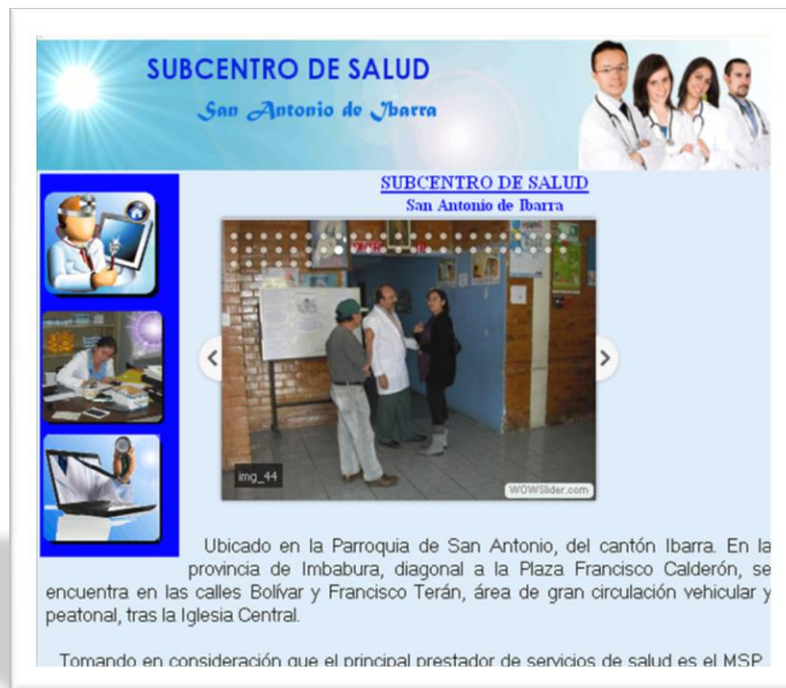 SUBCENTRO DE SALUD
San Antonio de Ibarra
SUBCENTRO DE SALUD
San Antonio de Ibarra
img_44
WOWSlider.com
Ubicado en la Parroquia de San Antonio, del cantón Ibarra. En la
provincia de Imbabura, diagonal a la Plaza Francisco Calderón, se
encuentra en las calles Bolívar y Francisco Terán, área de gran circulación vehicular y
peatonal, tras la Iglesia Central.
Tomando en consideración que el principal prestador de servicios de salud es el MSP